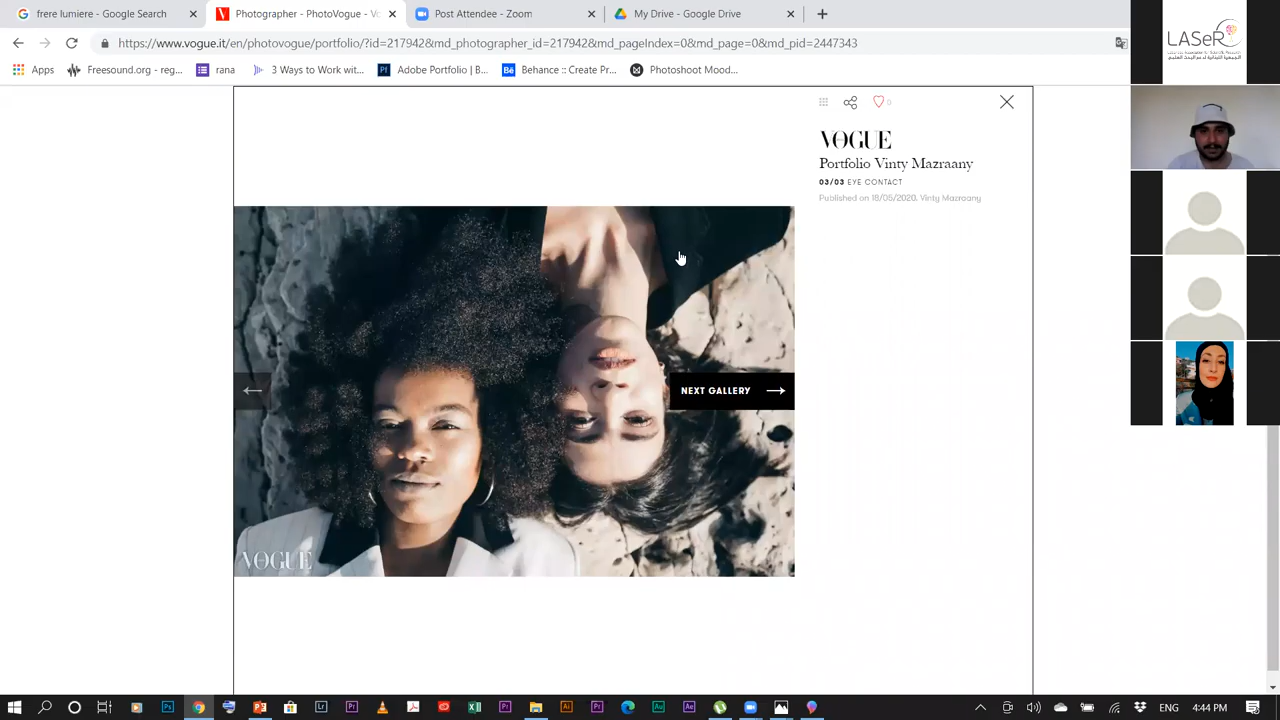 frere lumiere - Google Search
Photographer - PhotoVogue - Vo
Post Attendee - Zoom
My Drive - Google Drive
https://www.vogue.it/en/photovogue/portfolio/?id=217942&md_photographer_id=217942&md_pageIndex=0&md_page=0&md_pid=2447343
Apps
Freesound.org - reg...
rana
3 Ways to Work wit...
Adobe Portfolio | B...
Behance :: Create Pr...
Photoshoot Mood...
LASeR
0
VOGUE
Portfolio Vinty Mazraany
03/03 EYE CONTACT
Published on 18/05/2020, Vinty Mazraany
NEXT GALLERY
VOGUE
ENG
4:44 PM